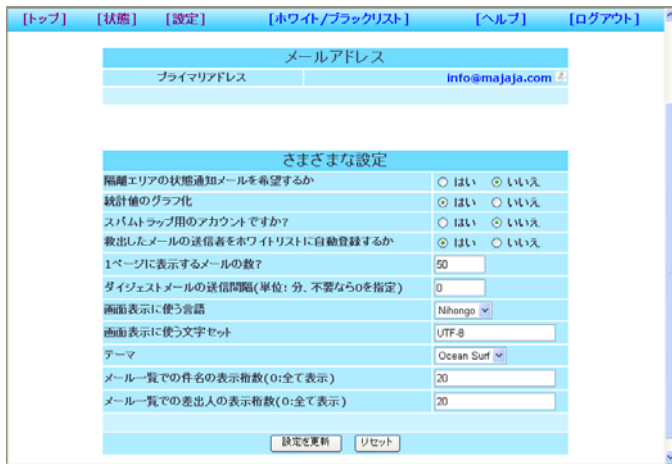 [トップ] [状態] [設定] [ホワイト/ブラックリスト] [ヘルプ] [ログアウト]
メールアドレス
プライマリアドレス info@majaja.com
さまざまな設定
隔離エリアの状態通知メールを希望するか はい いいえ
統計値のグラフ化 はい いいえ
スパムトラップ用のアカウントですか? はい いいえ
救出したメールの送信者をホワイトリストに自動登録するか はい いいえ
1ページに表示するメールの数? 50
ダイジェストメールの送信間隔(単位: 分、不要なら0を指定) 0
画面表示に使う言語 Nihongo
画面表示に使う文字セット UTF-8
テーマ Ocean Surf
メール一覧での件名の表示桁数(0:全て表示) 20
メール一覧での差出人の表示桁数(0:全て表示) 20
設定を更新 リセット